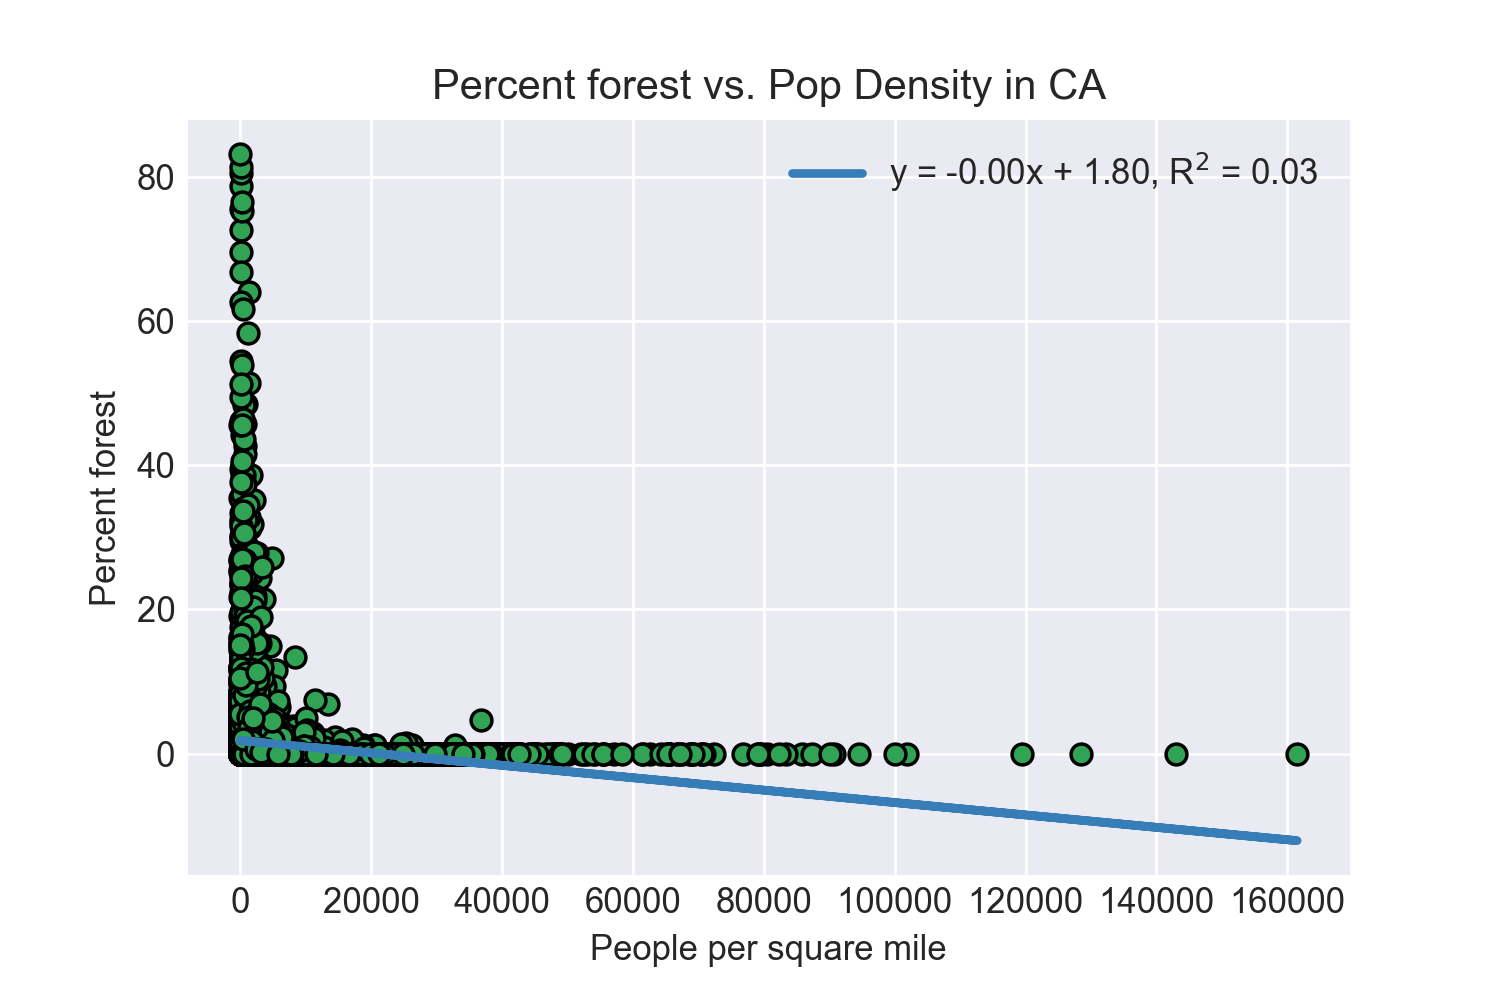 Percent forest vs. Pop Density in CA
y = -0.00x + 1.80, R² = 0.03
80
60
40
20
0
Percent forest
0 20000 40000 60000 80000 100000 120000 140000 160000
People per square mile